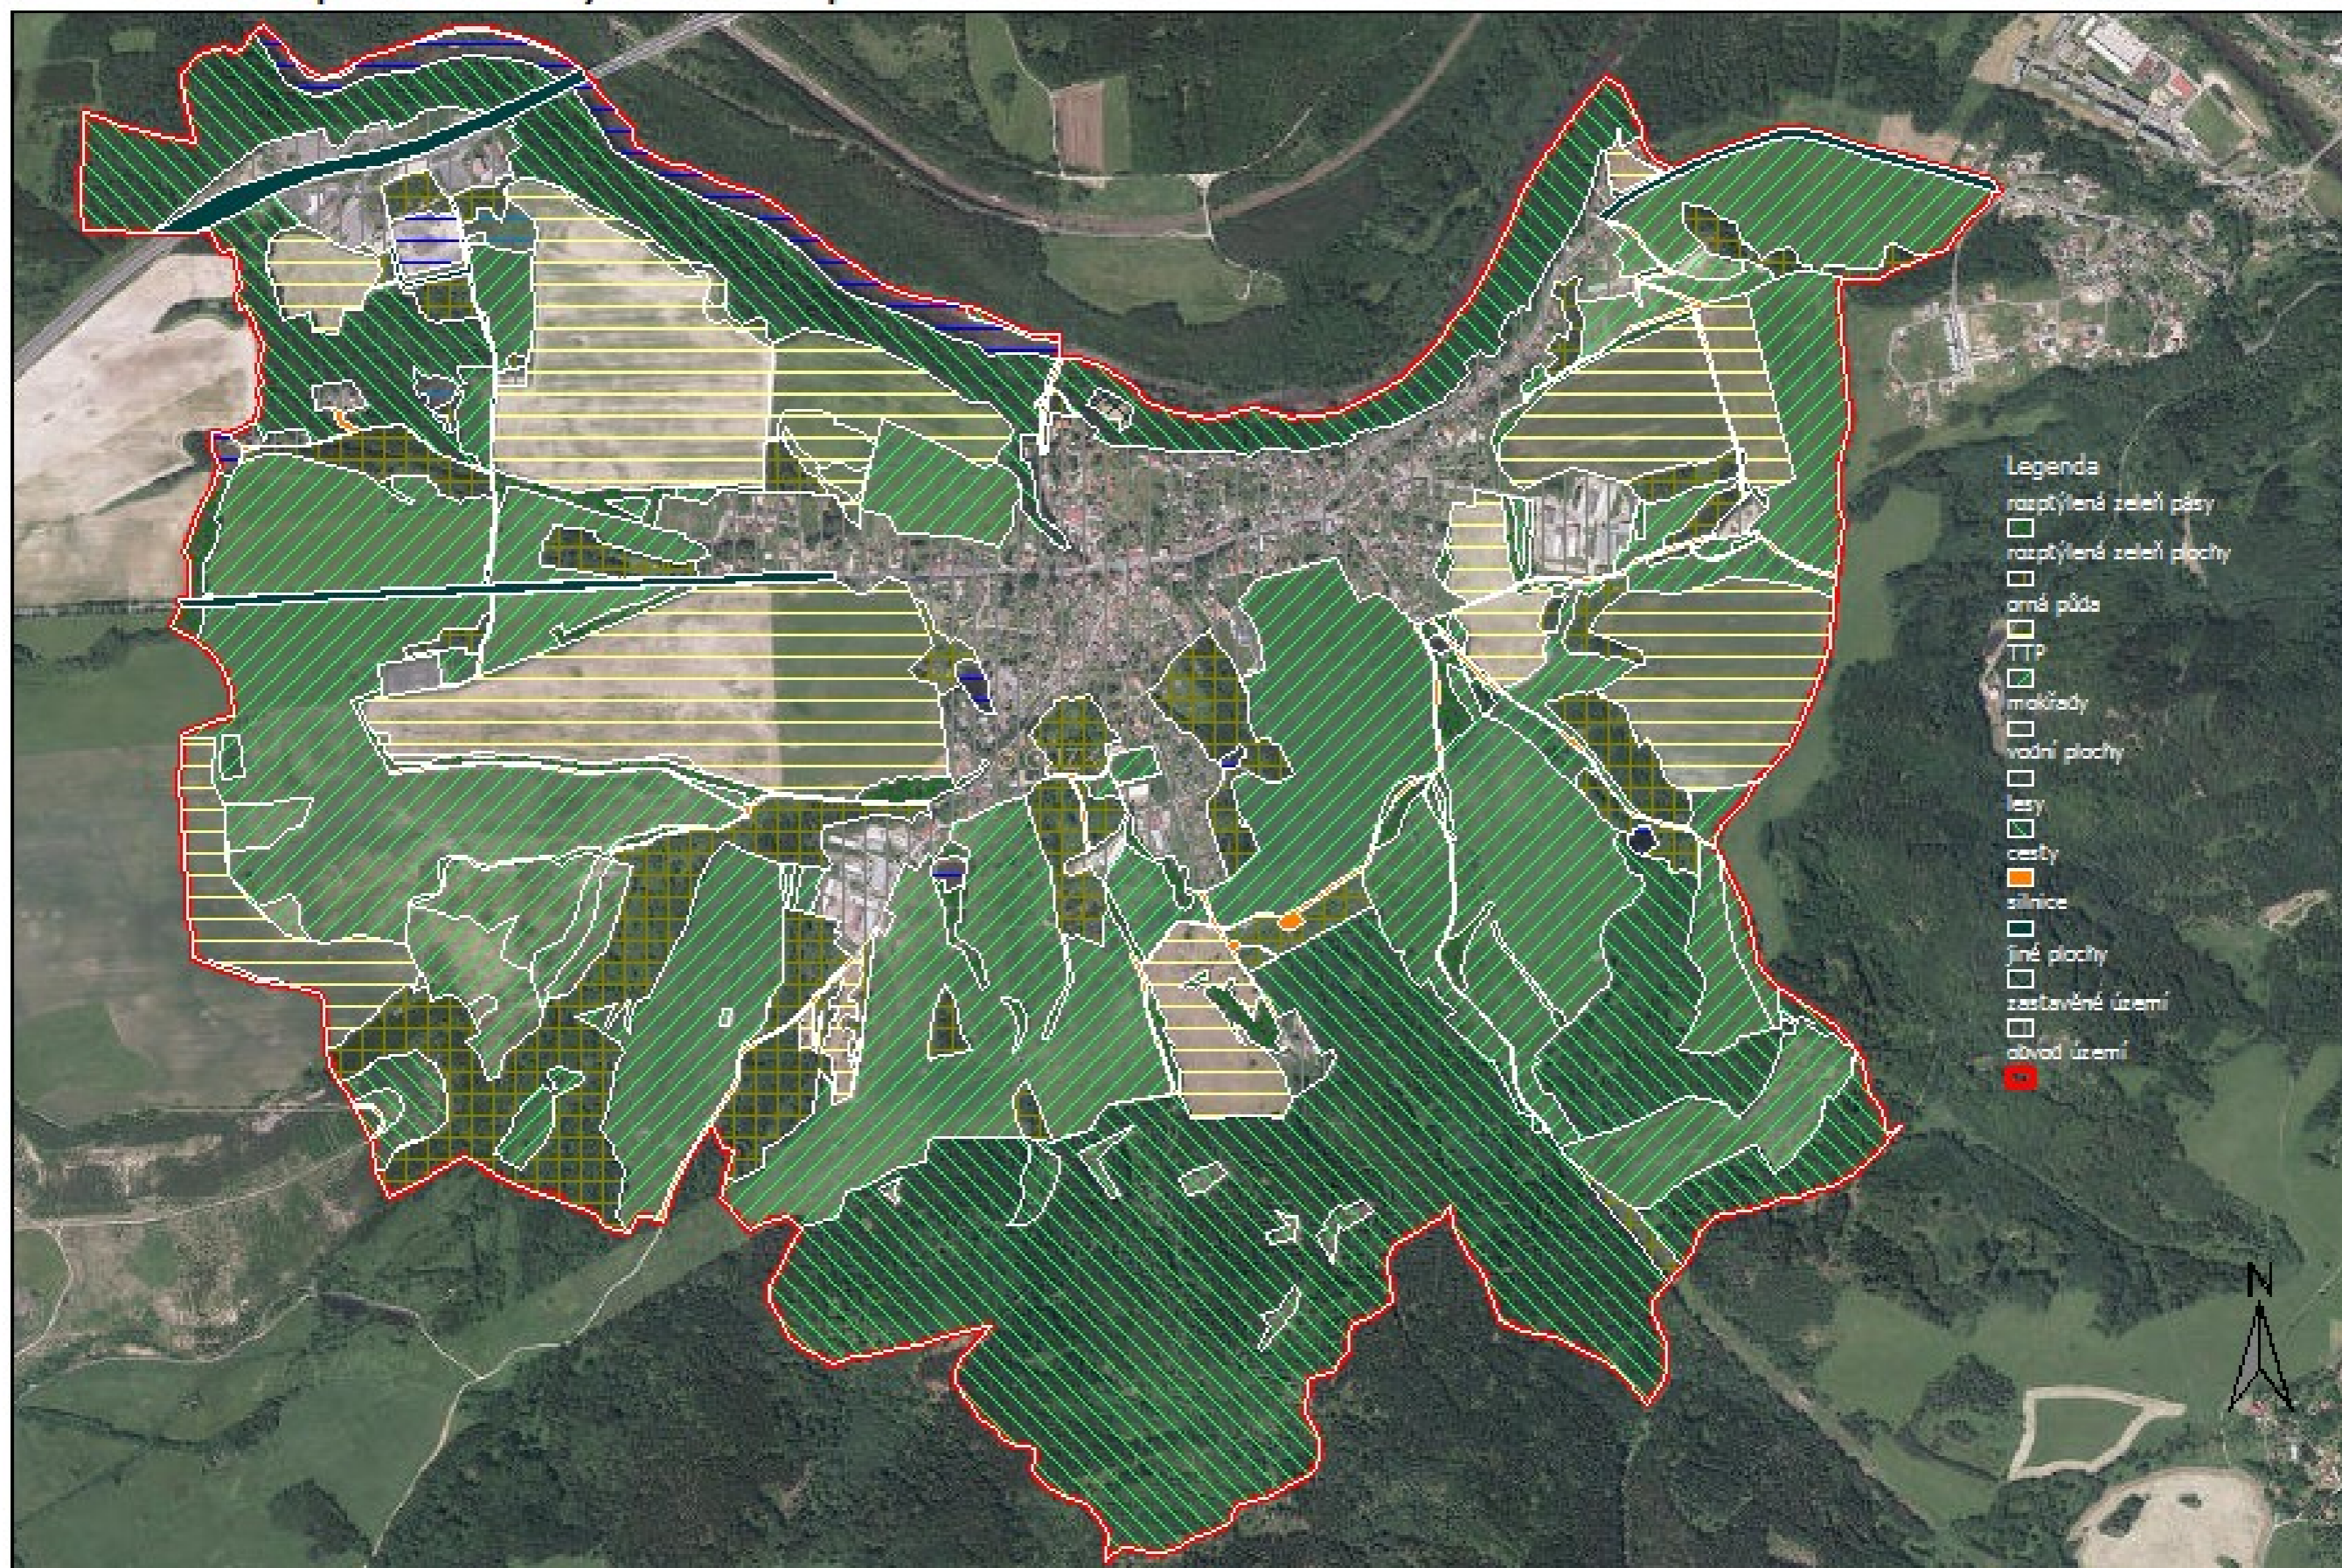 Legenda
rozptýlená zeleň pásy
rozptýlená zeleň plochy
orná půda
TTP
mokřady
vodní plochy
lesy
cesty
silnice
jiné plochy
zastavěné území
obvod území
N